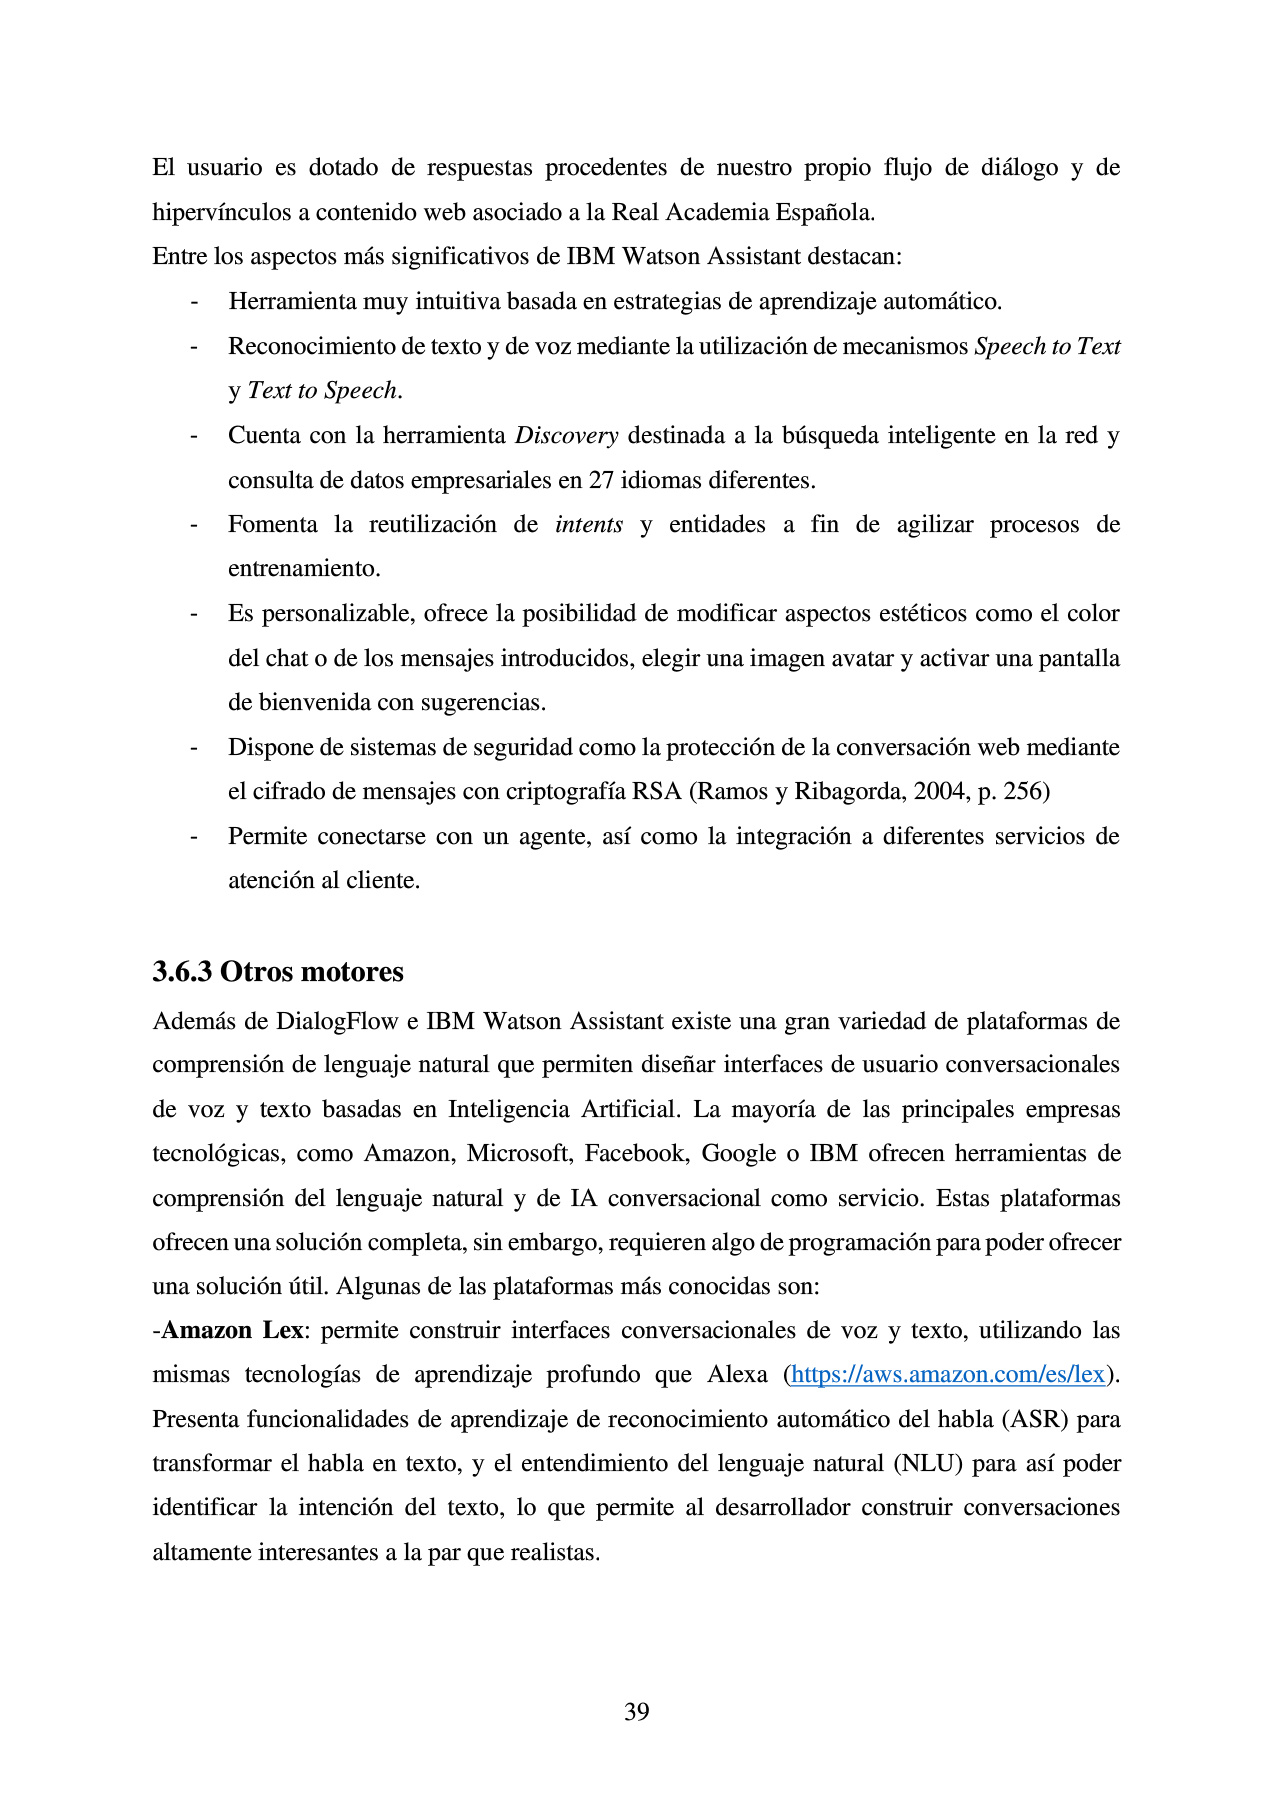 El usuario es dotado de respuestas procedentes de nuestro propio flujo de diálogo y de
hipervínculos a contenido web asociado a la Real Academia Española.
Entre los aspectos más significativos de IBM Watson Assistant destacan:
- Herramienta muy intuitiva basada en estrategias de aprendizaje automático.
- Reconocimiento de texto y de voz mediante la utilización de mecanismos Speech to Text
y Text to Speech.
- Cuenta con la herramienta Discovery destinada a la búsqueda inteligente en la red y
consulta de datos empresariales en 27 idiomas diferentes.
- Fomenta la reutilización de intents y entidades a fin de agilizar procesos de
entrenamiento.
- Es personalizable, ofrece la posibilidad de modificar aspectos estéticos como el color
del chat o de los mensajes introducidos, elegir una imagen avatar y activar una pantalla
de bienvenida con sugerencias.
- Dispone de sistemas de seguridad como la protección de la conversación web mediante
el cifrado de mensajes con criptografía RSA (Ramos y Ribagorda, 2004, p. 256)
- Permite conectarse con un agente, así como la integración a diferentes servicios de
atención al cliente.
3.6.3 Otros motores
Además de DialogFlow e IBM Watson Assistant existe una gran variedad de plataformas de
comprensión de lenguaje natural que permiten diseñar interfaces de usuario conversacionales
de voz y texto basadas en Inteligencia Artificial. La mayoría de las principales empresas
tecnológicas, como Amazon, Microsoft, Facebook, Google o IBM ofrecen herramientas de
comprensión del lenguaje natural y de IA conversacional como servicio. Estas plataformas
ofrecen una solución completa, sin embargo, requieren algo de programación para poder ofrecer
una solución útil. Algunas de las plataformas más conocidas son:
-Amazon Lex: permite construir interfaces conversacionales de voz y texto, utilizando las
mismas tecnologías de aprendizaje profundo que Alexa (https://aws.amazon.com/es/lex).
Presenta funcionalidades de aprendizaje de reconocimiento automático del habla (ASR) para
transformar el habla en texto, y el entendimiento del lenguaje natural (NLU) para así poder
identificar la intención del texto, lo que permite al desarrollador construir conversaciones
altamente interesantes a la par que realistas.
39